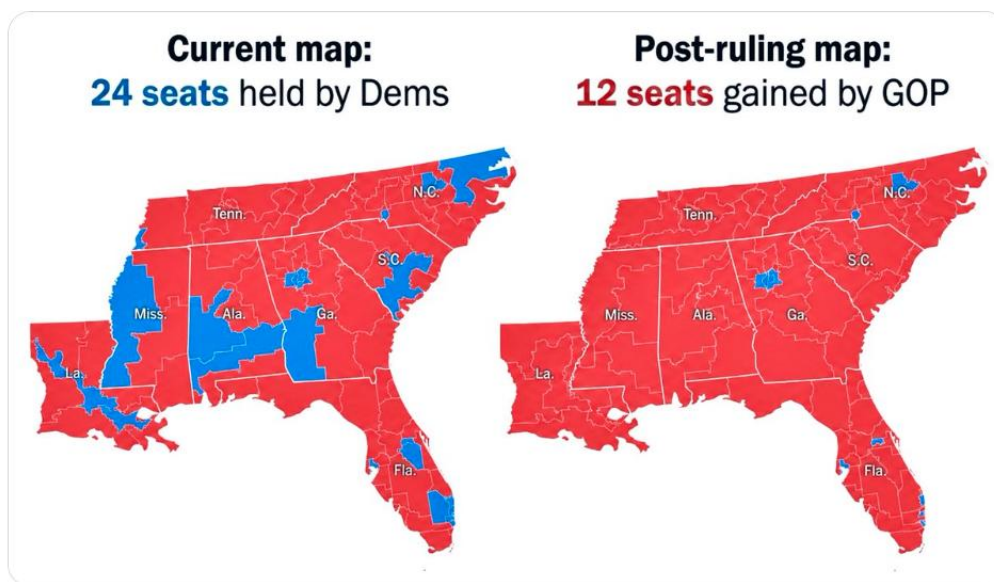 Current map:
24 seats held by Dems
Post-ruling map:
12 seats gained by GOP
N.C.
Tenn.
S.C.
Miss.
Ala.
Ga.
La.
Fla.
N.C.
Tenn.
S.C.
Miss.
Ala.
Ga.
La.
Fla.